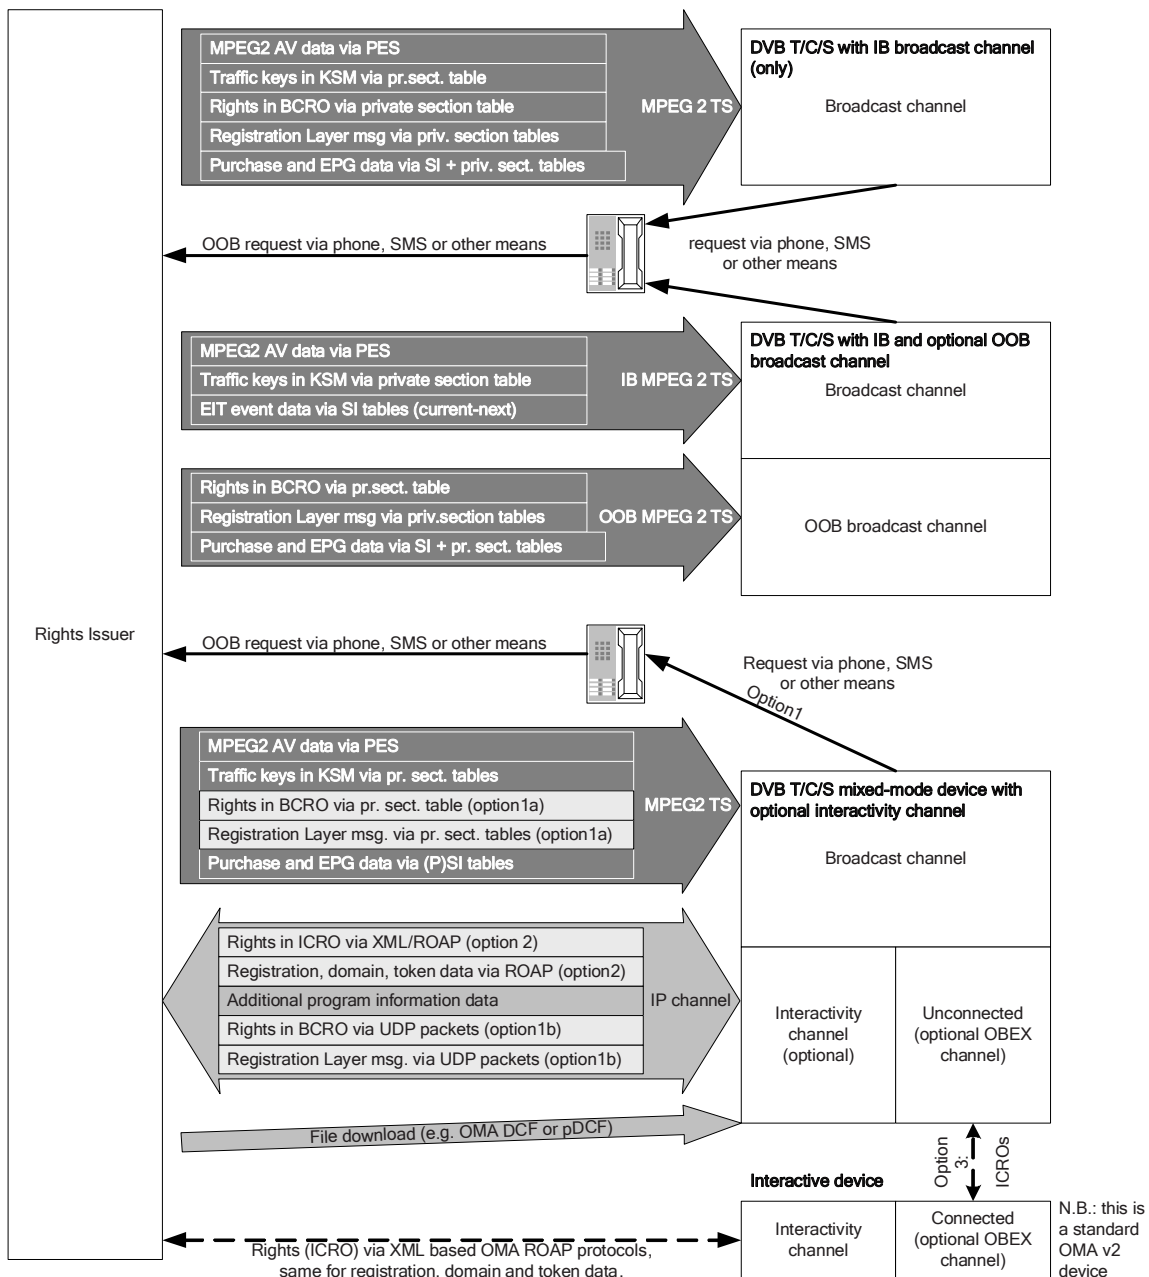 MPEG2 AV data via PES
Traffic keys in KSM via pr.sect. table
Rights in BCRO via private section table
Registration Layer msg via priv. section tables
Purchase and EPG data via SI + priv. sect. tables
MPEG 2 TS
DVB T/C/S with IB broadcast channel
(only)
Broadcast channel
OOB request via phone, SMS or other means
request via phone, SMS
or other means
MPEG2 AV data via PES
Traffic keys in KSM via private section table
EIT event data via SI tables (current-next)
IB MPEG 2 TS
DVB T/C/S with IB and optional OOB
broadcast channel
Broadcast channel
Rights in BCRO via pr.sect. table
Registration Layer msg via priv.section tables
Purchase and EPG data via SI + pr. sect. tables
OOB MPEG 2 TS
OOB broadcast channel
Rights Issuer
OOB request via phone, SMS or other means
Request via phone, SMS
or other means
Option1
MPEG2 AV data via PES
Traffic keys in KSM via pr. sect. tables
Rights in BCRO via pr. sect. table (option1a)
Registration Layer msg. via pr. sect. tables (option1a)
Purchase and EPG data via (P)SI tables
MPEG2 TS
DVB T/C/S mixed-mode device with
optional interactivity channel
Broadcast channel
Rights in ICRO via XML/ROAP (option 2)
Registration, domain, token data via ROAP (option2)
Additional program information data
Rights in BCRO via UDP packets (option1b)
Registration Layer msg. via UDP packets (option1b)
IP channel
Interactivity
channel
(optional)
Unconnected
(optional OBEX
channel)
File download (e.g. OMA DCF or pDCF)
Option
3:
ICROs
Interactive device
Interactivity
channel
Connected
(optional OBEX
channel)
N.B.: this is
a standard
OMA v2
device
Rights (ICRO) via XML based OMA ROAP protocols,
same for registration, domain and token data.